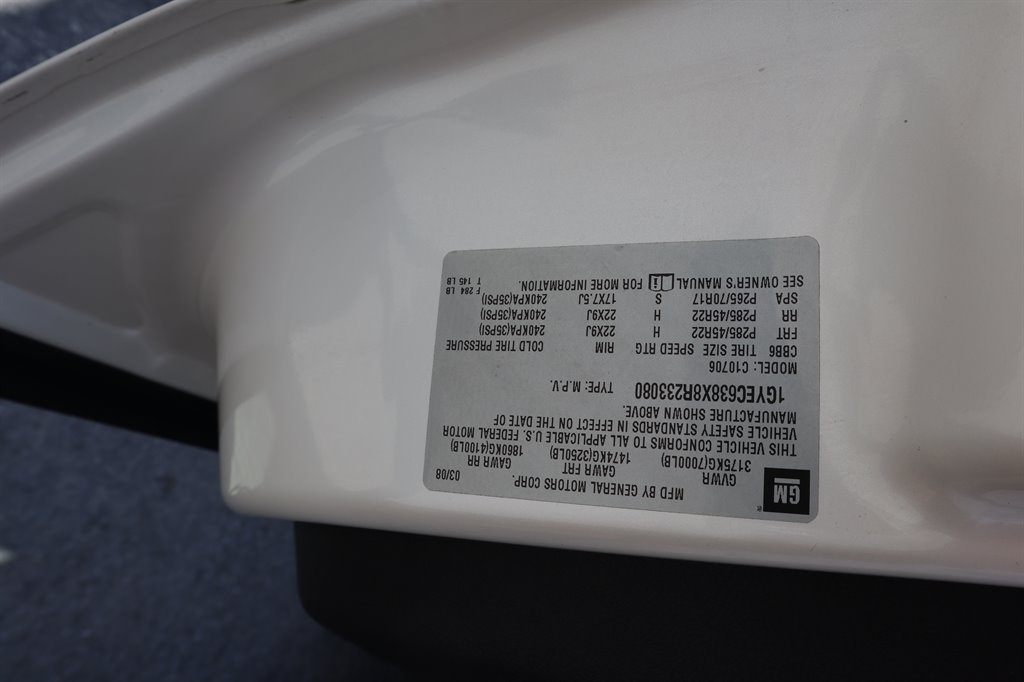 GM
MFD BY GENERAL MOTORS CORP.
03/08
GVWR GAWR FRT GAWR RR
3175KG(7000LB) 1474KG(3250LB) 1860KG(4100LB)
THIS VEHICLE CONFORMS TO ALL APPLICABLE U.S. FEDERAL MOTOR
VEHICLE SAFETY STANDARDS IN EFFECT ON THE DATE OF
MANUFACTURE SHOWN ABOVE.
1GYEC638X8R233080 TYPE: M.P.V.
MODEL: C10706
CBB6 TIRE SIZE SPEED RTG RIM COLD TIRE PRESSURE
FRT P285/45R22 H 22X9J 240KPA(35PSI)
RR P285/45R22 H 22X9J 240KPA(35PSI)
SPA P265/70R17 S 17X7.5J 240KPA(35PSI)
SEE OWNER'S MANUAL FOR MORE INFORMATION.
F 284 LB
T 145 LB